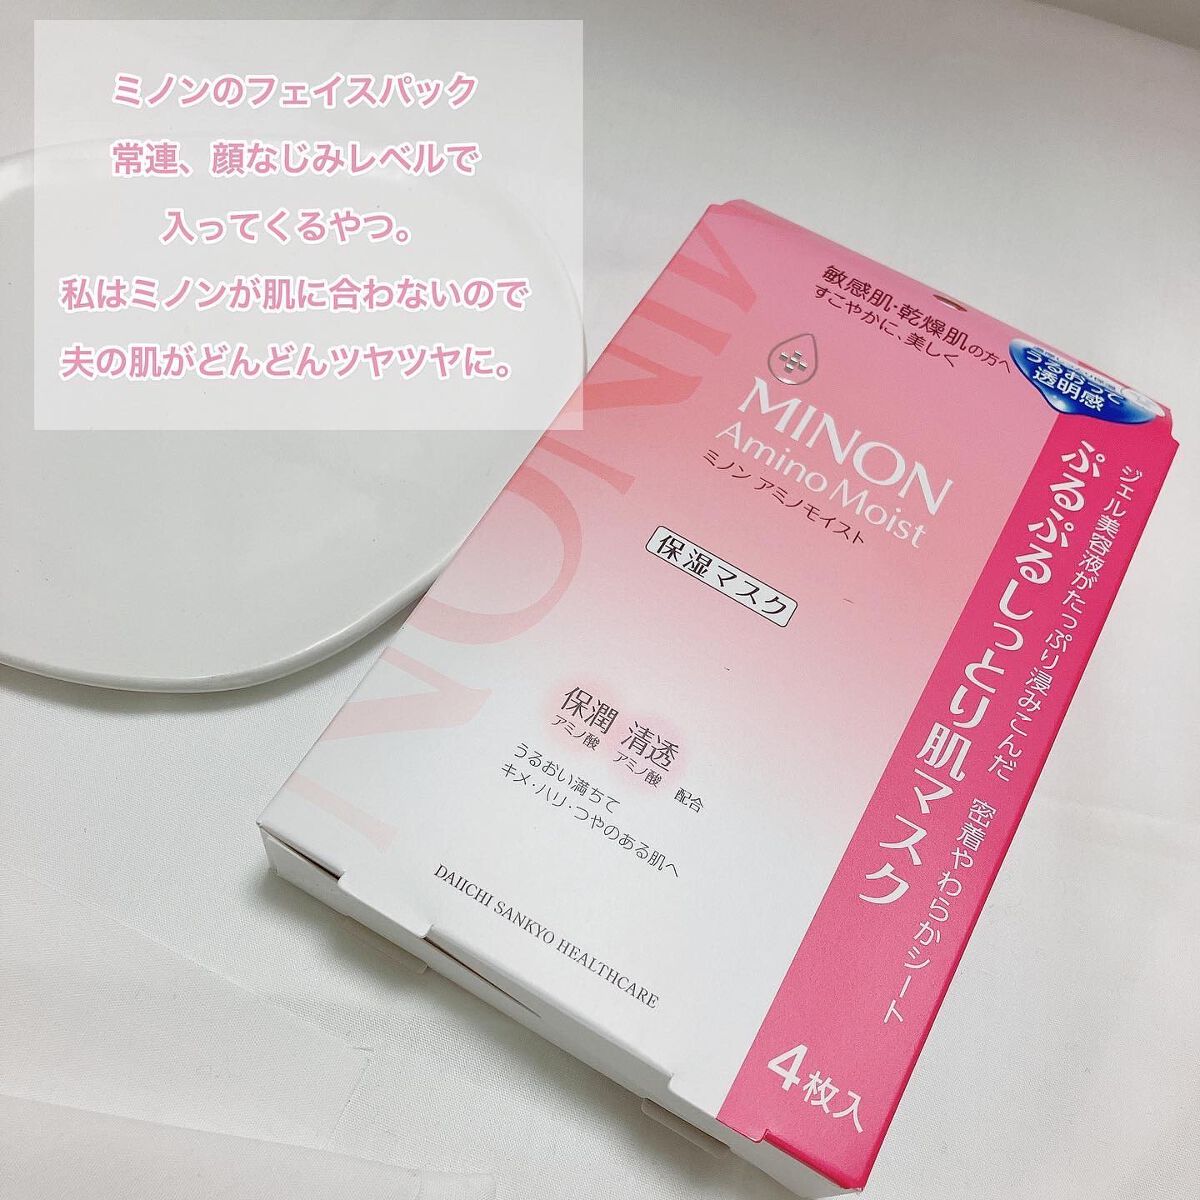 ミノンのフェイスパック
常連、顔なじみレベルで
入ってくるやつ。
私はミノンが肌に合わないので
夫の肌がどんどんツヤツヤに。
MINON
敏感肌・乾燥肌の方へ
すこやかに、美しく
MINON
Amino Moist
ミノン アミノモイスト
保湿マスク
うるおって
透明感
保潤 清透
アミノ酸 アミノ酸 配合
うるおい満ちて
キメ・ハリ・つやのある肌へ
DAIICHI SANKYO HEALTHCARE
ジェル美容液がたっぷり浸みこんだ 密着やわらかシート
ぷるぷるしっとり肌マスク
4枚入